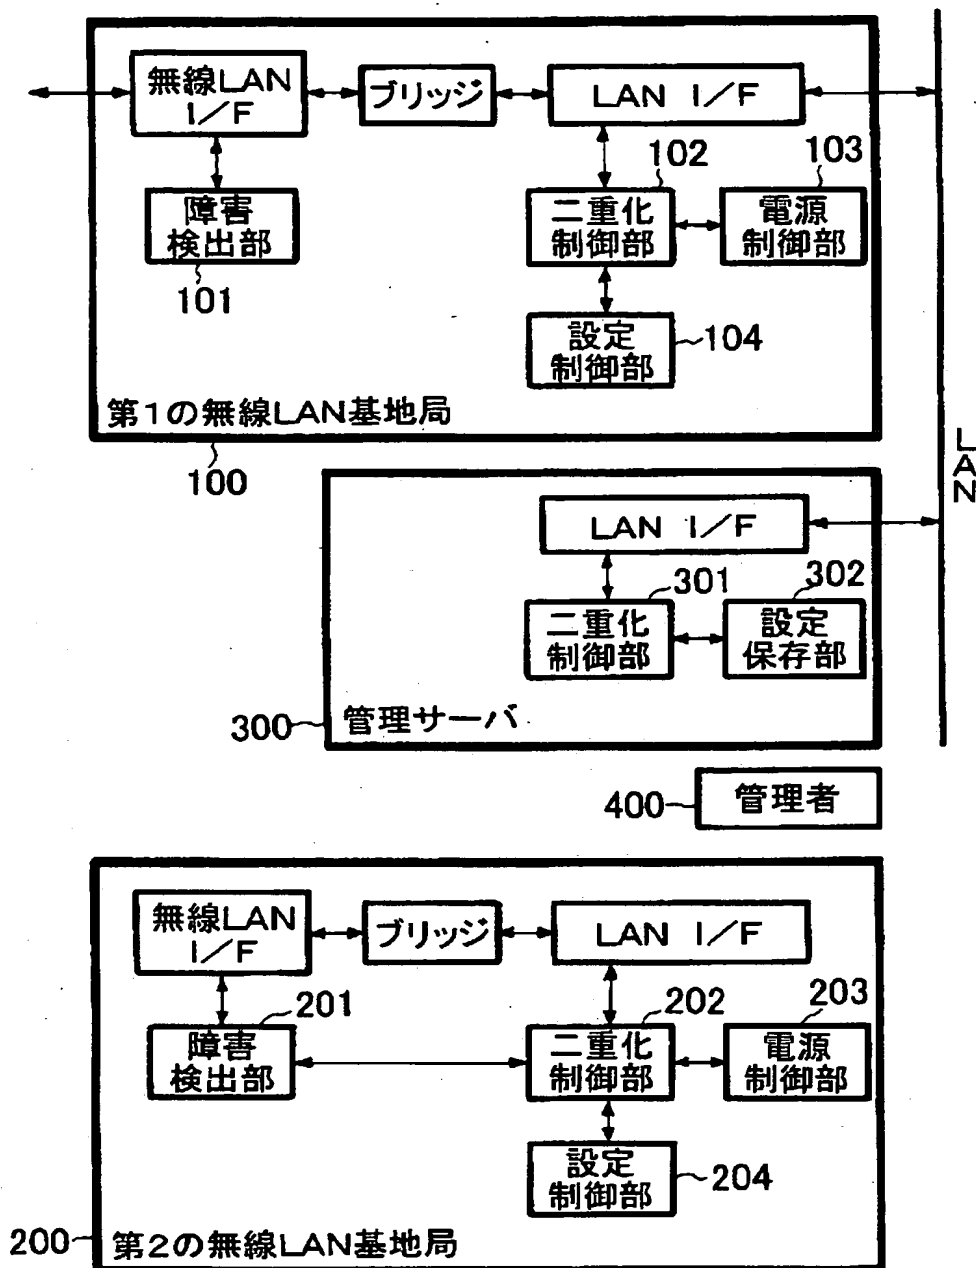 無線LAN
I/F
ブリッジ
LAN I/F
102
103
障害
検出部
二重化
制御部
電源
制御部
101
設定
制御部
104
第1の無線LAN基地局
100
LAN
LAN I/F
301
302
二重化
制御部
設定
保存部
300
管理サーバ
400
管理者
無線LAN
I/F
ブリッジ
LAN I/F
201
202
203
障害
検出部
二重化
制御部
電源
制御部
設定
制御部
204
200
第2の無線LAN基地局